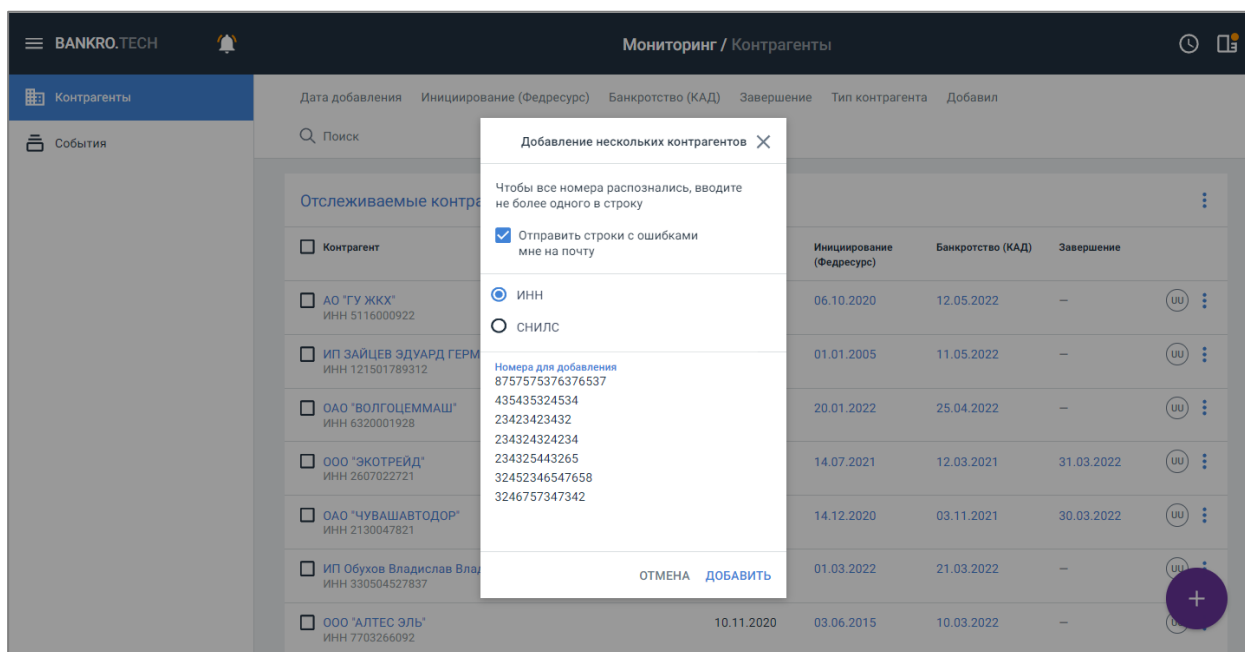 BANKRO.TECH
Мониторинг / Контрагенты
Контрагенты
События
Дата добавления Инициирование (Федресурс) Банкротство (КАД) Завершение Тип контрагента Добавил
Поиск
Добавление нескольких контрагентов
Чтобы все номера распознались, вводите
не более одного в строку
Отправить строки с ошибками
мне на почту
ИНН
СНИЛС
Номера для добавления
8757575376376537
435435324534
23423423432
234324324234
234325443265
32452346547658
3246757347342
ОТМЕНА ДОБАВИТЬ
Отслеживаемые контра
Контрагент Инициирование
(Федресурс) Банкротство (КАД) Завершение
АО "ГУ ЖКХ" 06.10.2020 12.05.2022 — UU
ИНН 5116000922
ИП ЗАЙЦЕВ ЭДУАРД ГЕРМ 01.01.2005 11.05.2022 — UU
ИНН 121501789312
ОАО "ВОЛГОЦЕММАШ" 20.01.2022 25.04.2022 — UU
ИНН 6320001928
ООО "ЭКОТРЕЙД" 14.07.2021 12.03.2021 31.03.2022 UU
ИНН 2607022721
ОАО "ЧУВАШАВТОДОР" 14.12.2020 03.11.2021 30.03.2022 UU
ИНН 2130047821
ИП Обухов Владислав Влад 01.03.2022 21.03.2022 — UU
ИНН 330504527837
ООО "АЛТЕС ЭЛЬ" 10.11.2020 03.06.2015 10.03.2022 —
ИНН 7703266092